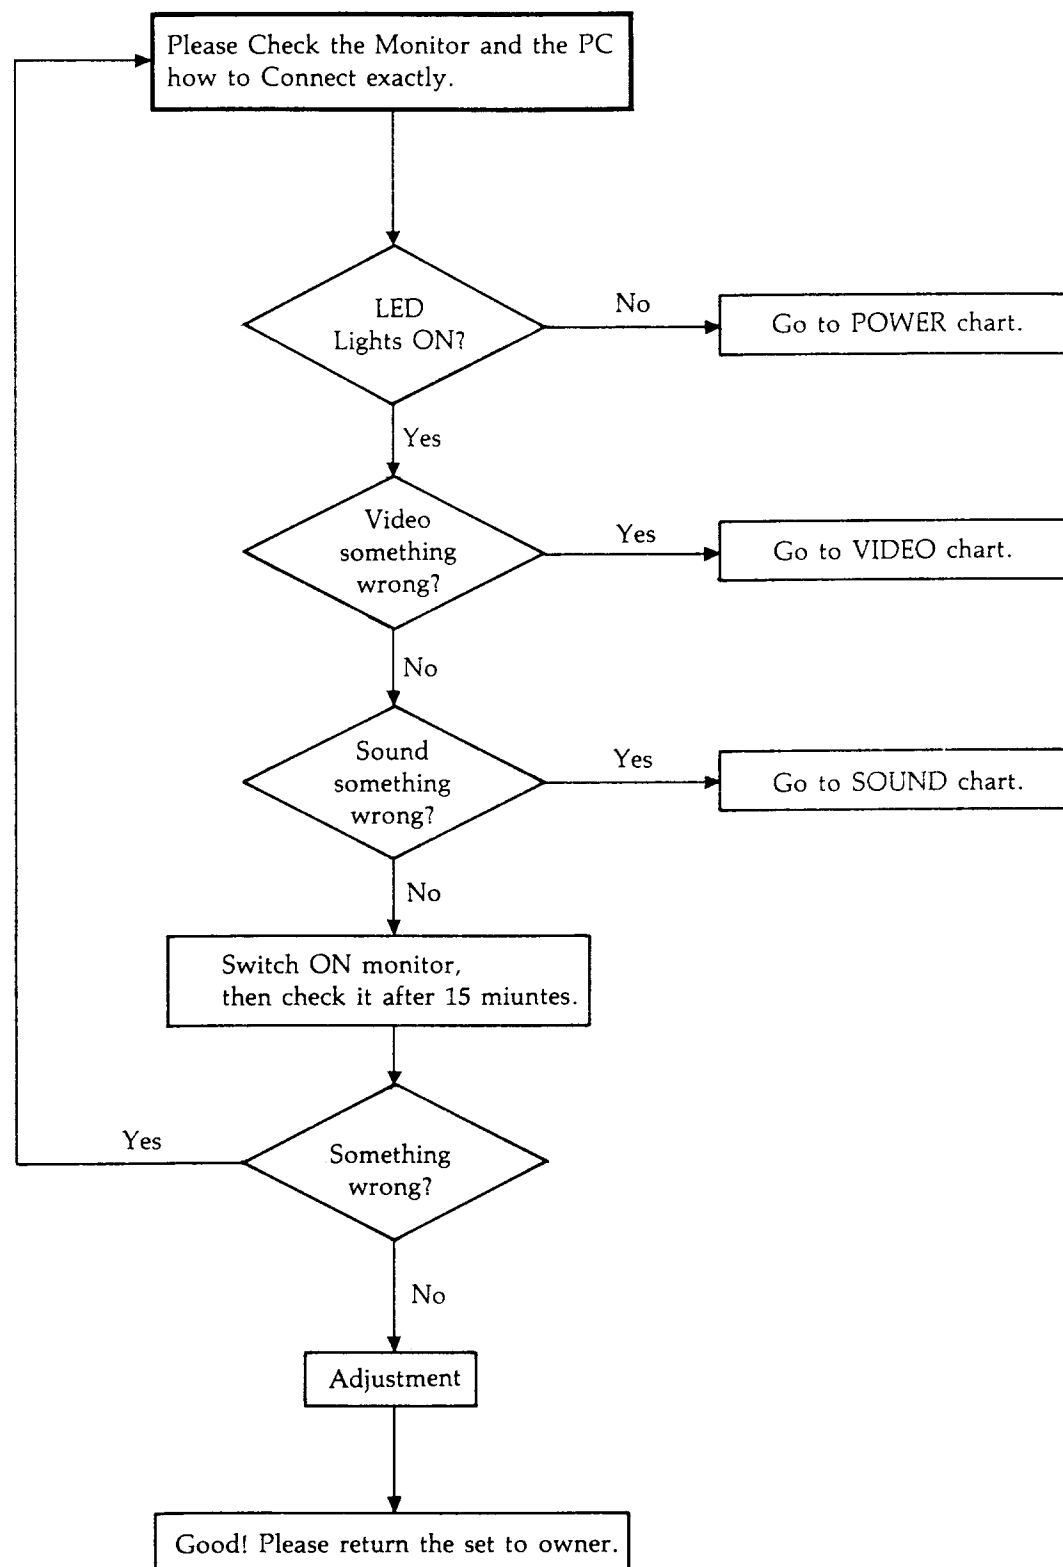 Please Check the Monitor and the PC
how to Connect exactly.
LED
Lights ON?
No
Go to POWER chart.
Yes
Video
something
wrong?
Yes
Go to VIDEO chart.
No
Sound
something
wrong?
Yes
Go to SOUND chart.
No
Switch ON monitor,
then check it after 15 miuntes.
Yes
Something
wrong?
No
Adjustment
Good! Please return the set to owner.